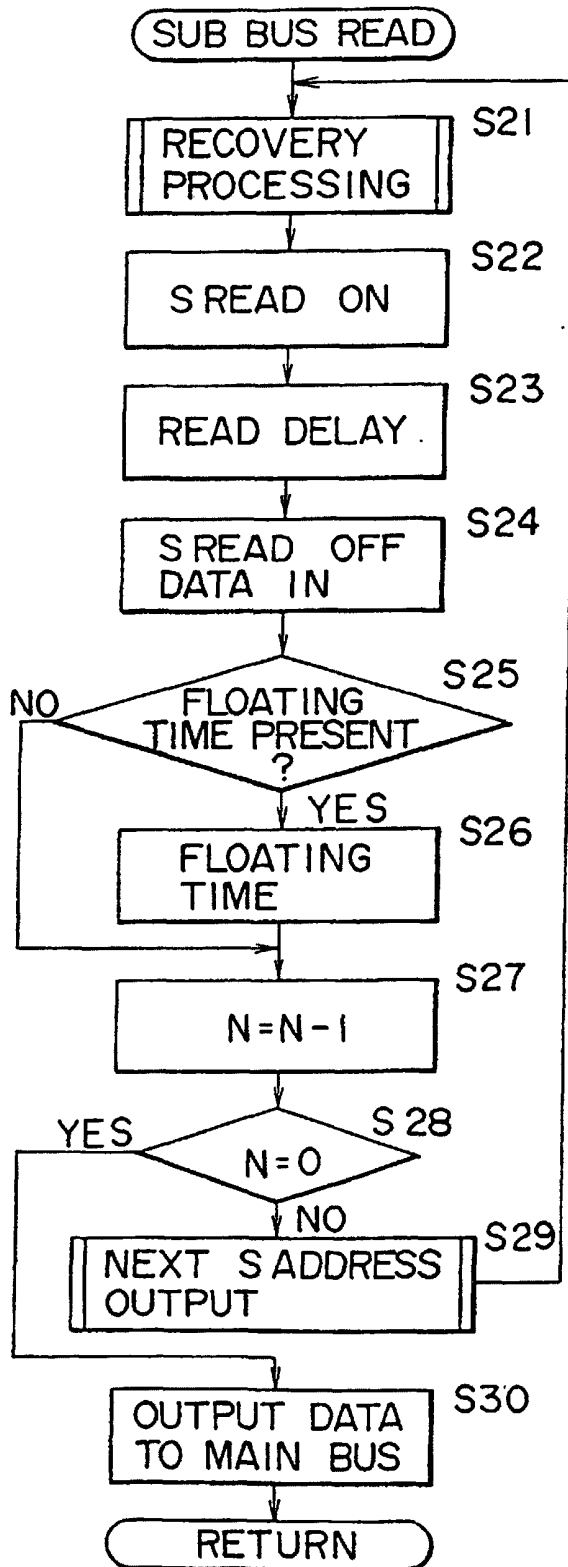 SUB BUS READ
S21
RECOVERY
PROCESSING
S22
S READ ON
S23
READ DELAY
S24
S READ OFF
DATA IN
S25
NO
FLOATING
TIME PRESENT
?
YES
S26
FLOATING
TIME
S27
N=N-1
S28
YES
N=0
NO
S29
NEXT S ADDRESS
OUTPUT
S30
OUTPUT DATA
TO MAIN BUS
RETURN